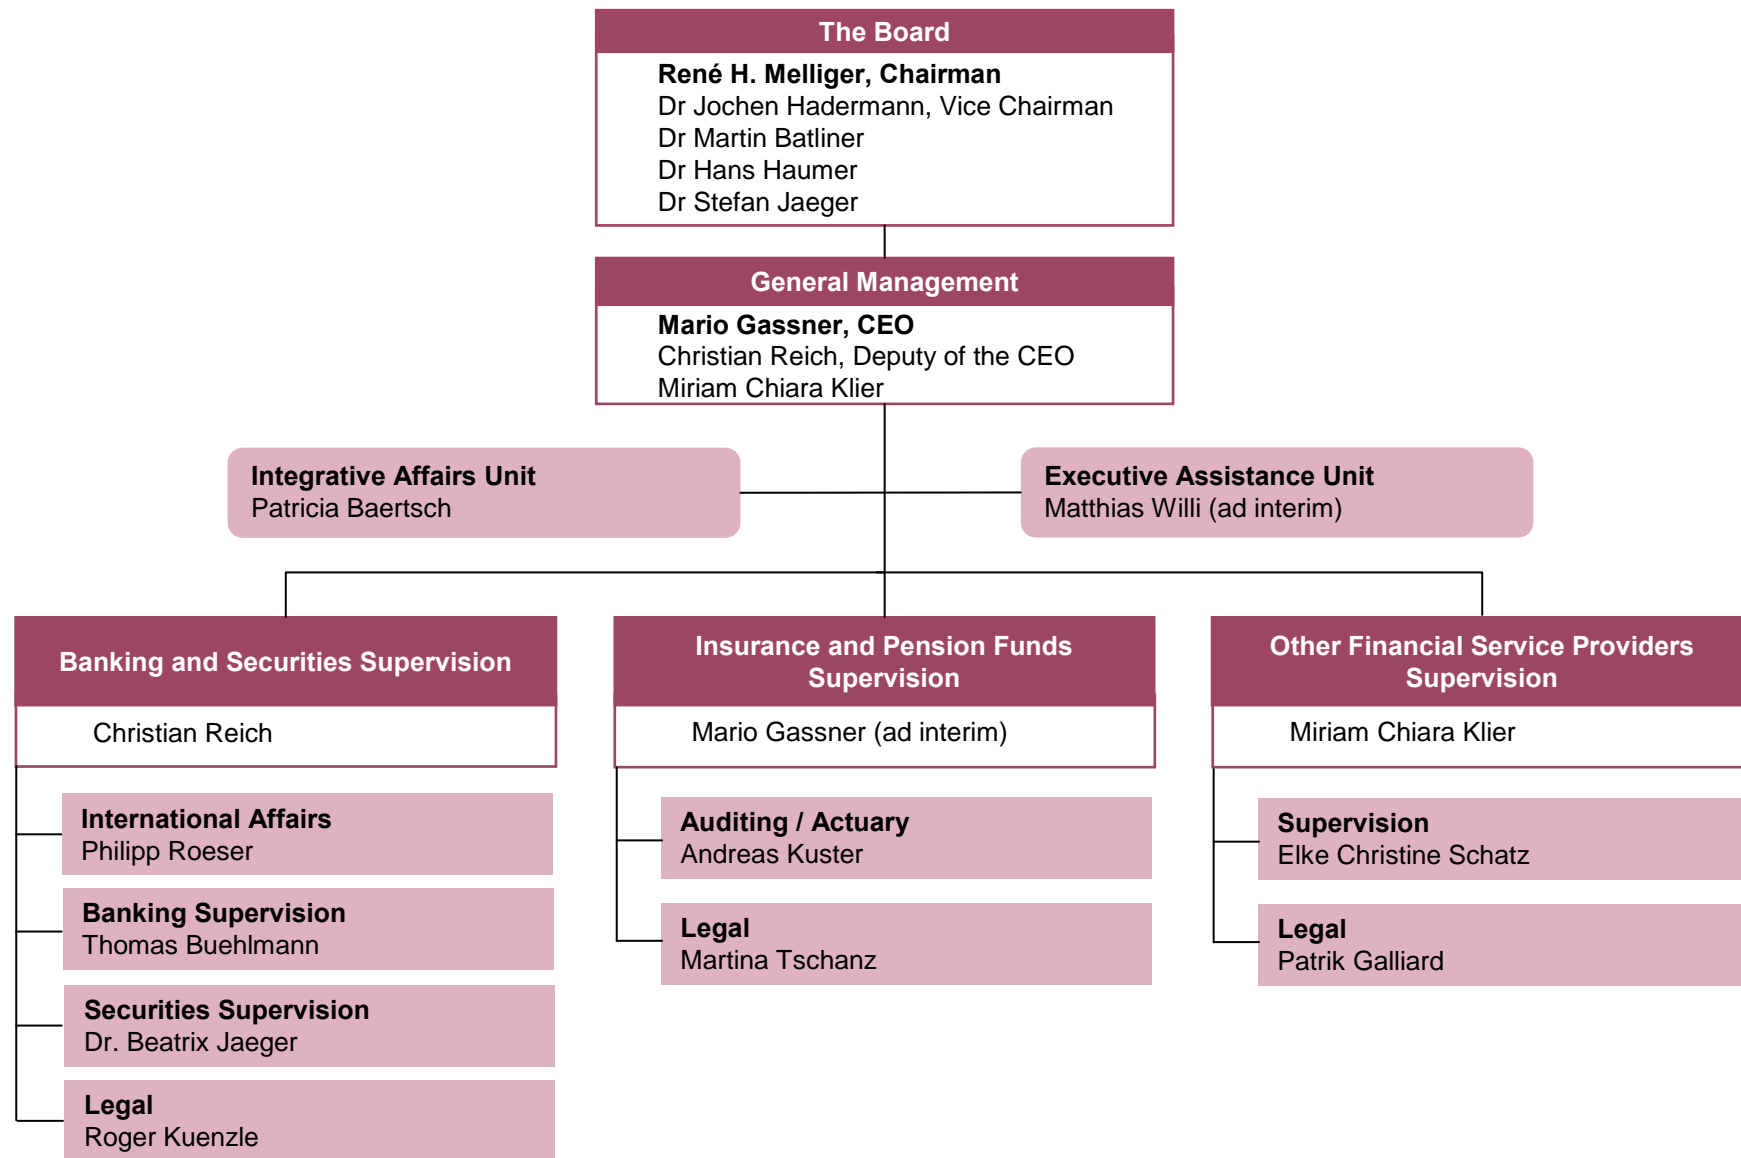 The Board
René H. Melliger, Chairman
Dr Jochen Hadermann, Vice Chairman
Dr Martin Batliner
Dr Hans Haumer
Dr Stefan Jaeger
General Management
Mario Gassner, CEO
Christian Reich, Deputy of the CEO
Miriam Chiara Klier
Integrative Affairs Unit
Patricia Baertsch
Executive Assistance Unit
Matthias Willi (ad interim)
Banking and Securities Supervision
Christian Reich
International Affairs
Philipp Roeser
Banking Supervision
Thomas Buehlmann
Securities Supervision
Dr. Beatrix Jaeger
Legal
Roger Kuenzle
Insurance and Pension Funds
Supervision
Mario Gassner (ad interim)
Auditing / Actuary
Andreas Kuster
Legal
Martina Tschanz
Other Financial Service Providers
Supervision
Miriam Chiara Klier
Supervision
Elke Christine Schatz
Legal
Patrik Galliard